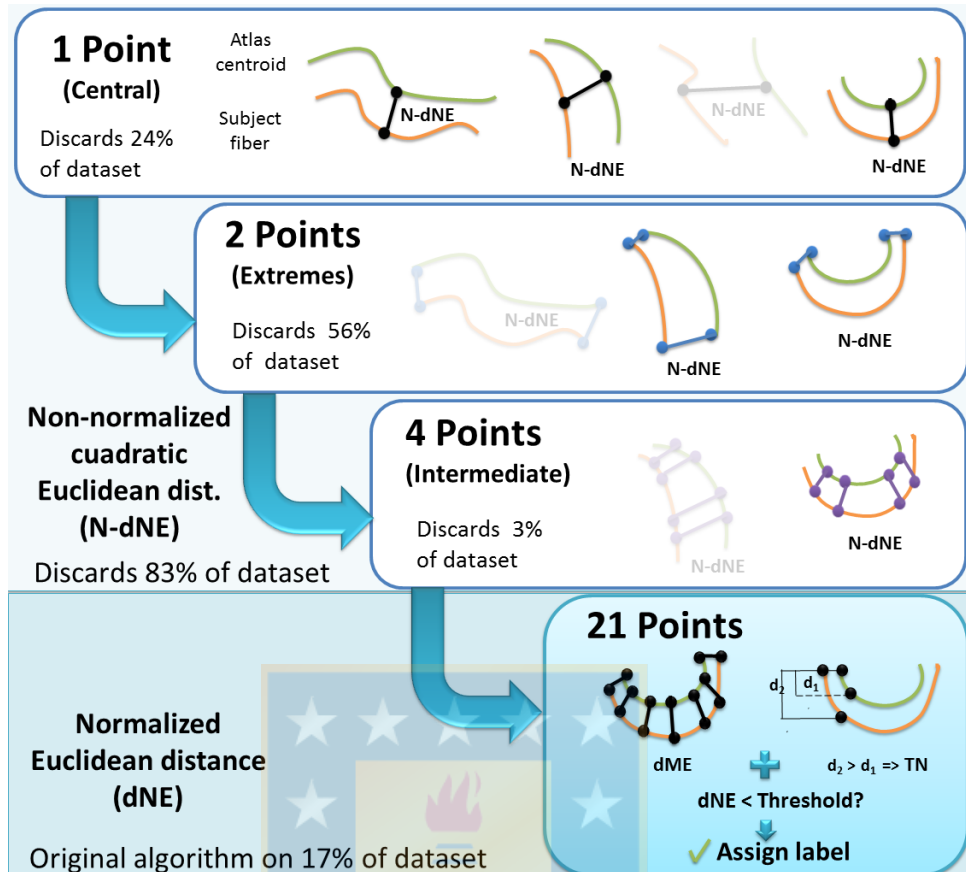 1 Point
(Central)
Discards 24%
of dataset
Atlas
centroid
Subject
fiber
N-dNE
N-dNE
N-dNE
N-dNE
2 Points
(Extremes)
Discards 56%
of dataset
N-dNE
N-dNE
N-dNE
Non-normalized
cuadratic
Euclidean dist.
(N-dNE)
Discards 83% of dataset
4 Points
(Intermediate)
Discards 3%
of dataset
N-dNE
N-dNE
21 Points
d₂
d₁
dME
d₂ > d₁ => TN
dNE < Threshold?
✓ Assign label
Normalized
Euclidean distance
(dNE)
Original algorithm on 17% of dataset